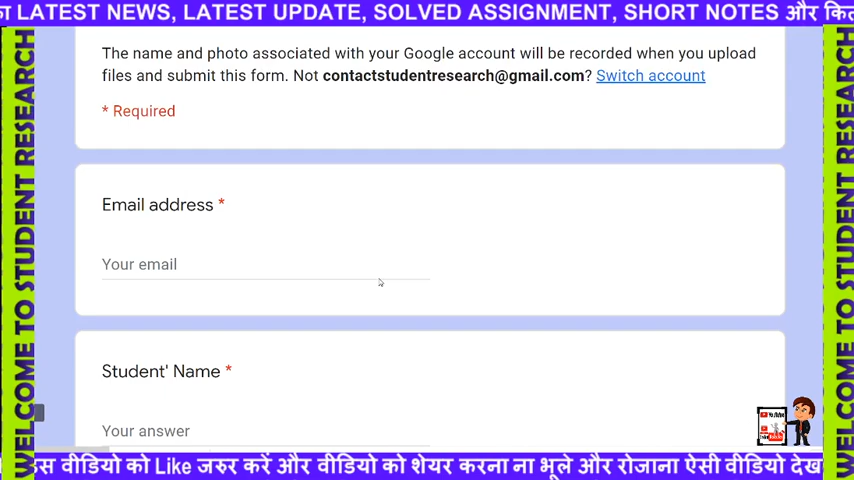 LATEST NEWS, LATEST UPDATE, SOLVED ASSIGNMENT, SHORT NOTES और
The name and photo associated with your Google account will be recorded when you upload
files and submit this form. Not contactstudentresearch@gmail.com? Switch account
* Required
Email address *
Your email
Student' Name *
Your answer
WELCOME TO STUDENT RESEARCH
WELCOME TO STUDENT RESEARCH
वीडियो को Like जरुर करें और वीडियो को शेयर करना ना भूले और रोजाना ऐसी वीडियो